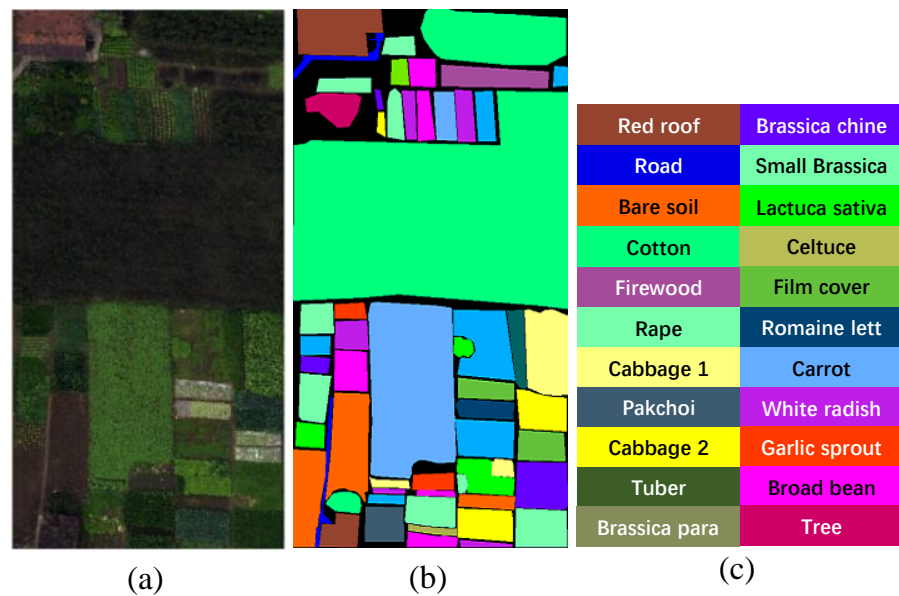 Red roof Brassica chine
Road Small Brassica
Bare soil Lactuca sativa
Cotton Celtuce
Firewood Film cover
Rape Romaine lett
Cabbage 1 Carrot
Pakchoi White radish
Cabbage 2 Garlic sprout
Tuber Broad bean
Brassica para Tree
(a) (b) (c)